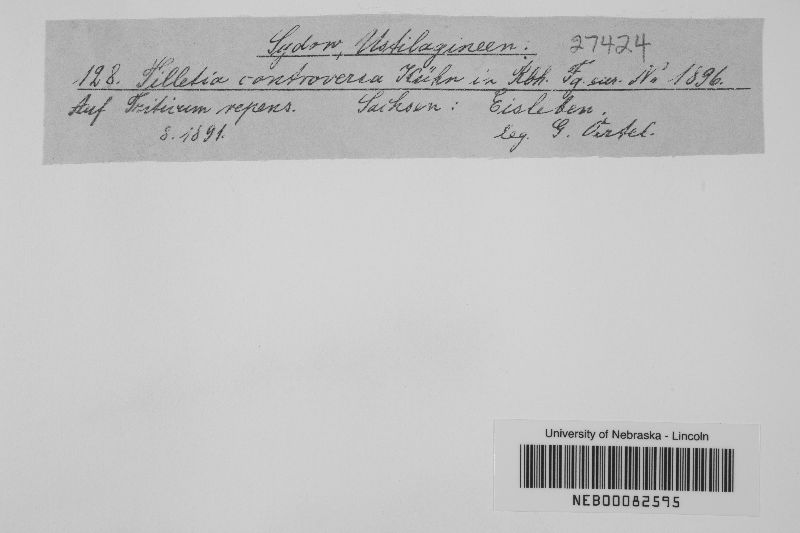 Sydow, Ustilagineen. 27424
128. Tilletia controversa Kühn in Rbh. Fg. eur. No 1896.
Auf Triticum repens. Sachsen: Eisleben.
8. 1891. leg. G. Oertel.
University of Nebraska - Lincoln
NEB00082595